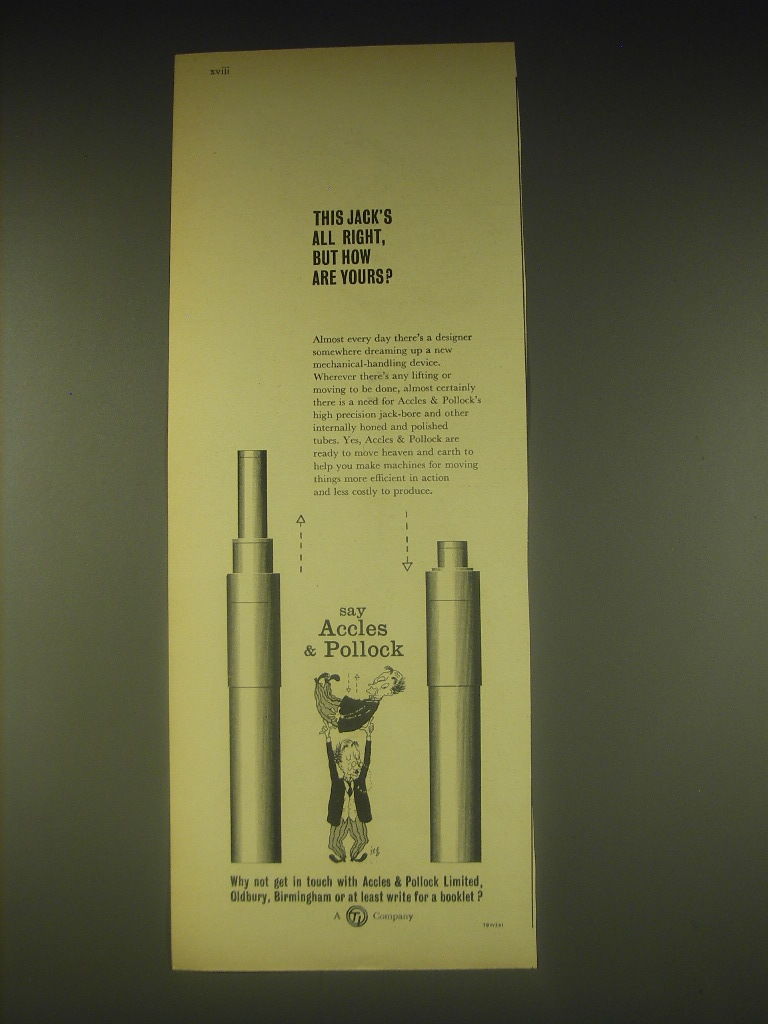 xviii
THIS JACK'S
ALL RIGHT,
BUT HOW
ARE YOURS?
Almost every day there's a designer
somewhere dreaming up a new
mechanical-handling device.
Wherever there's any lifting or
moving to be done, almost certainly
there is a need for Accles & Pollock's
high precision jack-bore and other
internally honed and polished
tubes. Yes, Accles & Pollock are
ready to move heaven and earth to
help you make machines for moving
things more efficient in action
and less costly to produce.
say
Accles
& Pollock
Why not get in touch with Accles & Pollock Limited,
Oldbury, Birmingham or at least write for a booklet ?
A TI Company